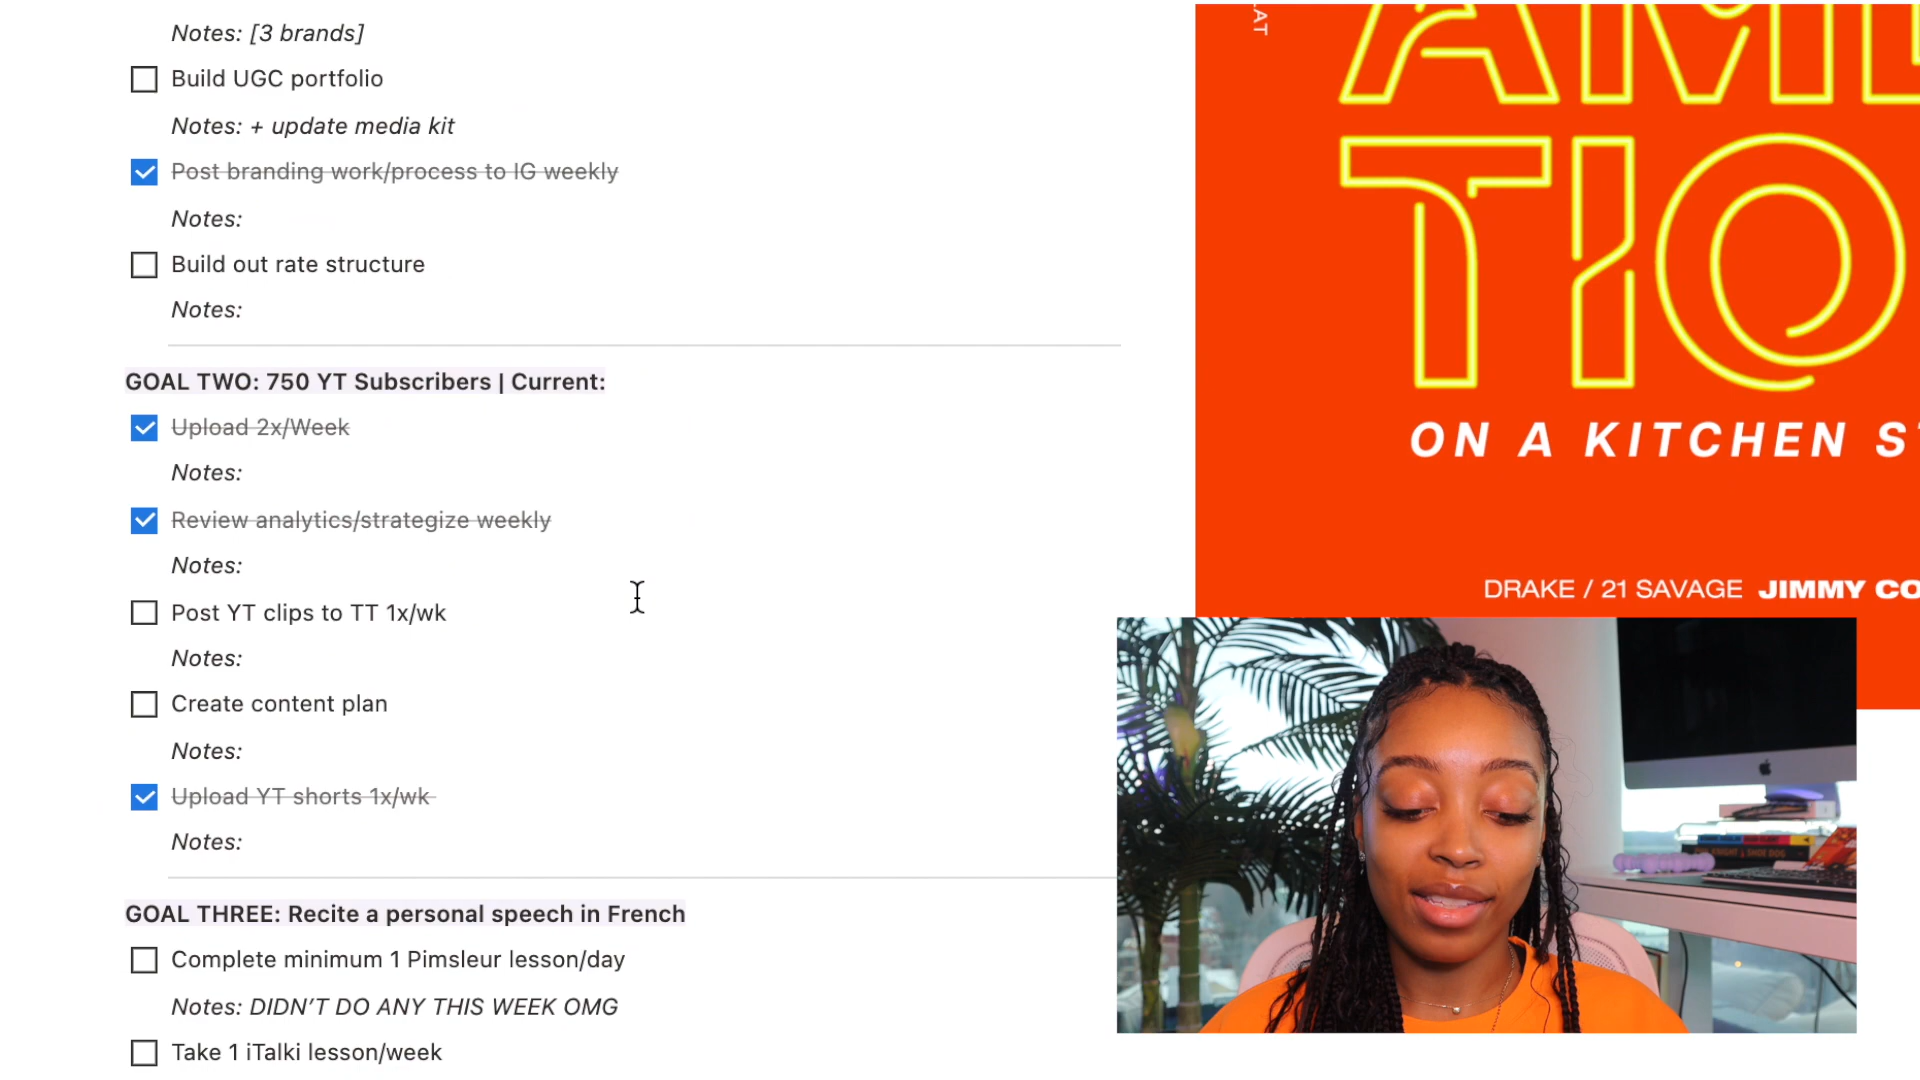 Notes: [3 brands]
Build UGC portfolio
Notes: + update media kit
Post branding work/process to IG weekly
Notes:
Build out rate structure
Notes:
GOAL TWO: 750 YT Subscribers | Current:
Upload 2x/Week
Notes:
Review analytics/strategize weekly
Notes:
Post YT clips to TT 1x/wk
Notes:
Create content plan
Notes:
Upload YT shorts 1x/wk
Notes:
GOAL THREE: Recite a personal speech in French
Complete minimum 1 Pimsleur lesson/day
Notes: DIDN'T DO ANY THIS WEEK OMG
Take 1 iTalki lesson/week
AT
AM
TIO
ON A KITCHEN S
DRAKE / 21 SAVAGE JIMMY CO